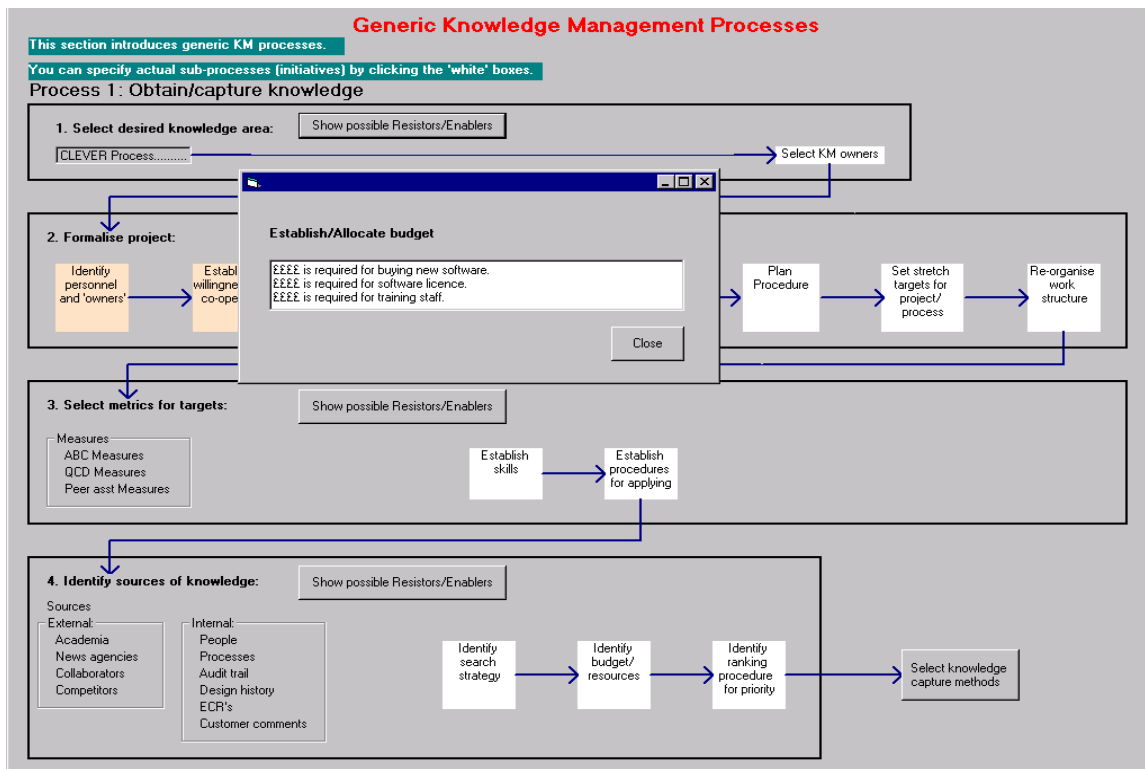 Generic Knowledge Management Processes
This section introduces generic KM processes.
You can specify actual sub-processes (initiatives) by clicking the 'white' boxes.
Process 1: Obtain/capture knowledge
1. Select desired knowledge area:
Show possible Resistors/Enablers
CLEVER Process..........
Select KM owners
2. Formalise project:
Identify
personnel
and 'owners'
Establ
willingne
co-ope
Establish/Allocate budget
££££ is required for buying new software.
££££ is required for software licence.
££££ is required for training staff.
Close
Plan
Procedure
Set stretch
targets for
project/
process
Re-organise
work
structure
3. Select metrics for targets:
Show possible Resistors/Enablers
Measures
ABC Measures
QCD Measures
Peer asst Measures
Establish
skills
Establish
procedures
for applying
4. Identify sources of knowledge:
Show possible Resistors/Enablers
Sources
External:
Academia
News agencies
Collaborators
Competitors
Internal:
People
Processes
Audit trail
Design history
ECR's
Customer comments
Identify
search
strategy
Identify
budget/
resources
Identify
ranking
procedure
for priority
Select knowledge
capture methods